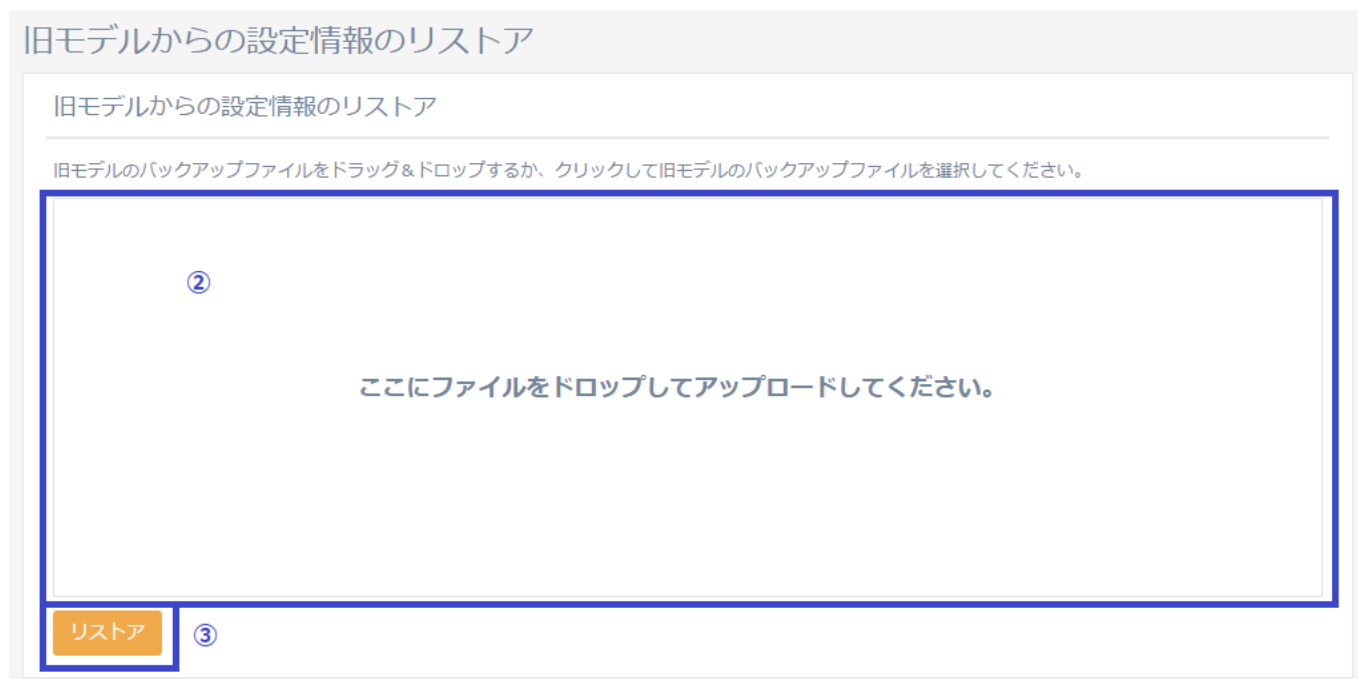 旧モデルからの設定情報のリストア
旧モデルからの設定情報のリストア
旧モデルのバックアップファイルをドラッグ&ドロップするか、クリックして旧モデルのバックアップファイルを選択してください。
②
ここにファイルをドロップしてアップロードしてください。
リストア ③